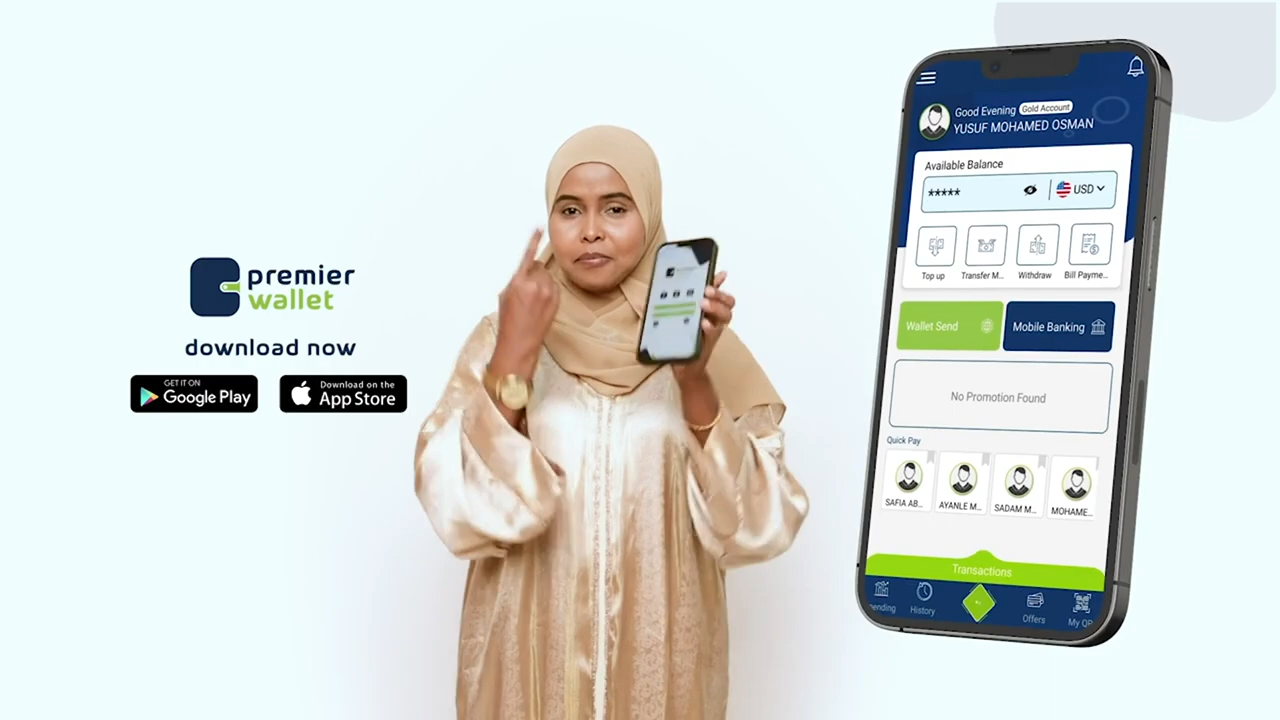 premier
wallet
download now
GET IT ON
Google Play
Download on the
App Store
Good Evening Gold Account
YUSUF MOHAMED OSMAN
Available Balance
*****
USD
Top up
Transfer M...
Withdraw
Bill Payme...
Wallet Send
Mobile Banking
No Promotion Found
Quick Pay
SAFIA AB...
AYANLE M...
SADAM M...
MOHAME...
Transactions
ending
History
Offers
My QR